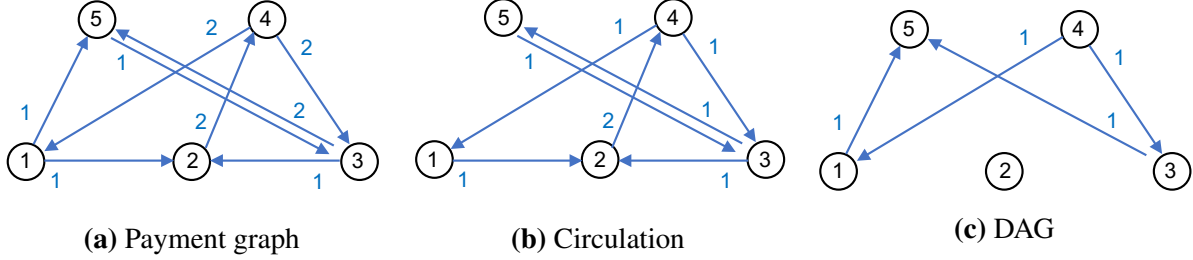 5 4 2 2 1 2 1 2 1 2 3 1 1
5 4 1 1 1 1 2 1 2 3 1 1
5 4 1 1 1 1 1 2 3
(a) Payment graph
(b) Circulation
(c) DAG